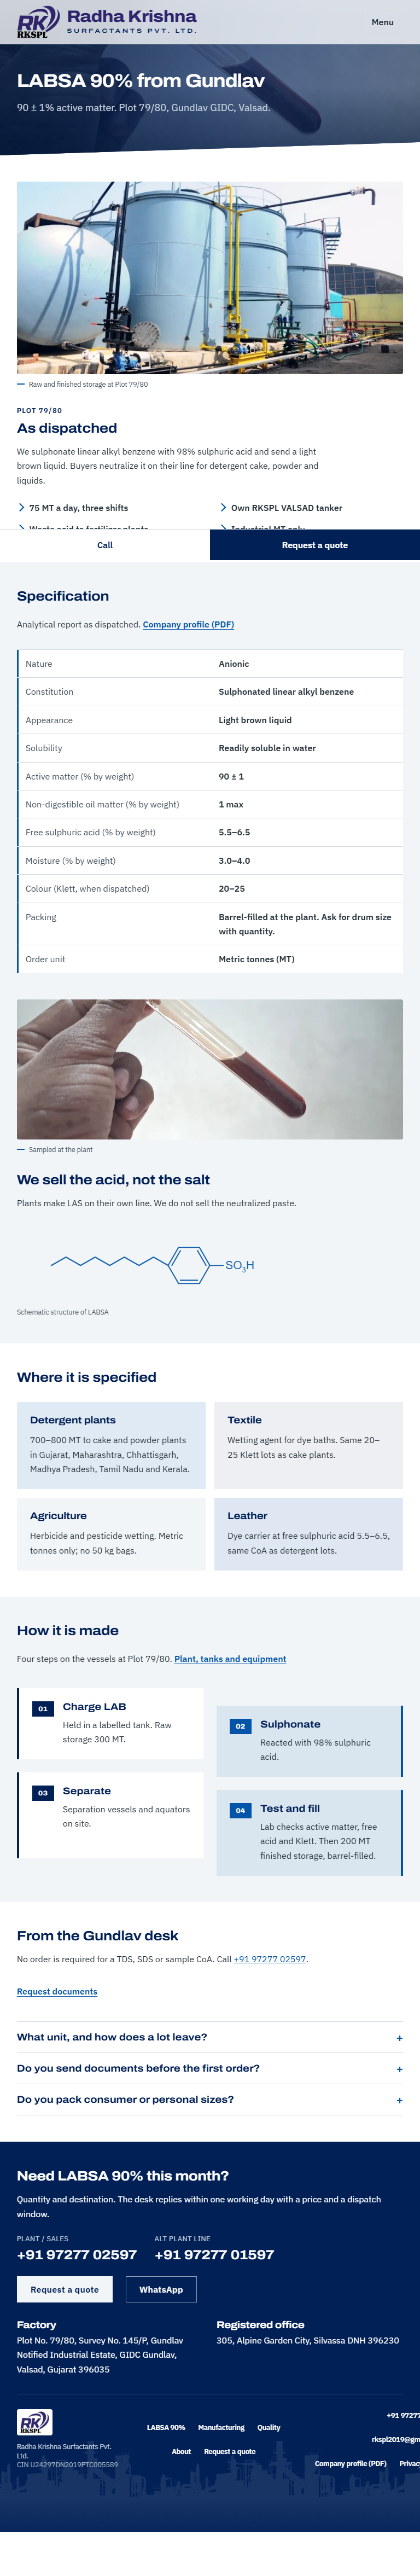 RK
RKSPL
Radha Krishna
SURFACTANTS PVT. LTD.
Menu
LABSA 90% from Gundlav
90 ± 1% active matter. Plot 79/80, Gundlav GIDC, Valsad.
Raw and finished storage at Plot 79/80
PLOT 79/80
As dispatched
We sulphonate linear alkyl benzene with 98% sulphuric acid and send a light
brown liquid. Buyers neutralize it on their line for detergent cake, powder and
liquids.
75 MT a day, three shifts
Own RKSPL VALSAD tanker
Waste acid to fertilizer plants
Industrial MT only
Call
Request a quote
Specification
Analytical report as dispatched. Company profile (PDF)
Nature Anionic
Constitution Sulphonated linear alkyl benzene
Appearance Light brown liquid
Solubility Readily soluble in water
Active matter (% by weight) 90 ± 1
Non-digestible oil matter (% by weight) 1 max
Free sulphuric acid (% by weight) 5.5–6.5
Moisture (% by weight) 3.0–4.0
Colour (Klett, when dispatched) 20–25
Packing Barrel-filled at the plant. Ask for drum size
with quantity.
Order unit Metric tonnes (MT)
Sampled at the plant
We sell the acid, not the salt
Plants make LAS on their own line. We do not sell the neutralized paste.
SO3H
Schematic structure of LABSA
Where it is specified
Detergent plants
700–800 MT to cake and powder plants
in Gujarat, Maharashtra, Chhattisgarh,
Madhya Pradesh, Tamil Nadu and Kerala.
Textile
Wetting agent for dye baths. Same 20–
25 Klett lots as cake plants.
Agriculture
Herbicide and pesticide wetting. Metric
tonnes only; no 50 kg bags.
Leather
Dye carrier at free sulphuric acid 5.5–6.5,
same CoA as detergent lots.
How it is made
Four steps on the vessels at Plot 79/80. Plant, tanks and equipment
01
Charge LAB
Held in a labelled tank. Raw
storage 300 MT.
02
Sulphonate
Reacted with 98% sulphuric
acid.
03
Separate
Separation vessels and aquators
on site.
04
Test and fill
Lab checks active matter, free
acid and Klett. Then 200 MT
finished storage, barrel-filled.
From the Gundlav desk
No order is required for a TDS, SDS or sample CoA. Call +91 97277 02597.
Request documents
What unit, and how does a lot leave? +
Do you send documents before the first order? +
Do you pack consumer or personal sizes? +
Need LABSA 90% this month?
Quantity and destination. The desk replies within one working day with a price and a dispatch
window.
PLANT / SALES
+91 97277 02597
ALT PLANT LINE
+91 97277 01597
Request a quote
WhatsApp
Factory
Plot No. 79/80, Survey No. 145/P, Gundlav
Notified Industrial Estate, GIDC Gundlav,
Valsad, Gujarat 396035
Registered office
305, Alpine Garden City, Silvassa DNH 396230
RK
RKSPL
Radha Krishna Surfactants Pvt.
Ltd.
CIN U24297DN2019PTC005589
LABSA 90% Manufacturing Quality
About Request a quote
+91 9727
rkspl2019@gm
Company profile (PDF) Privac